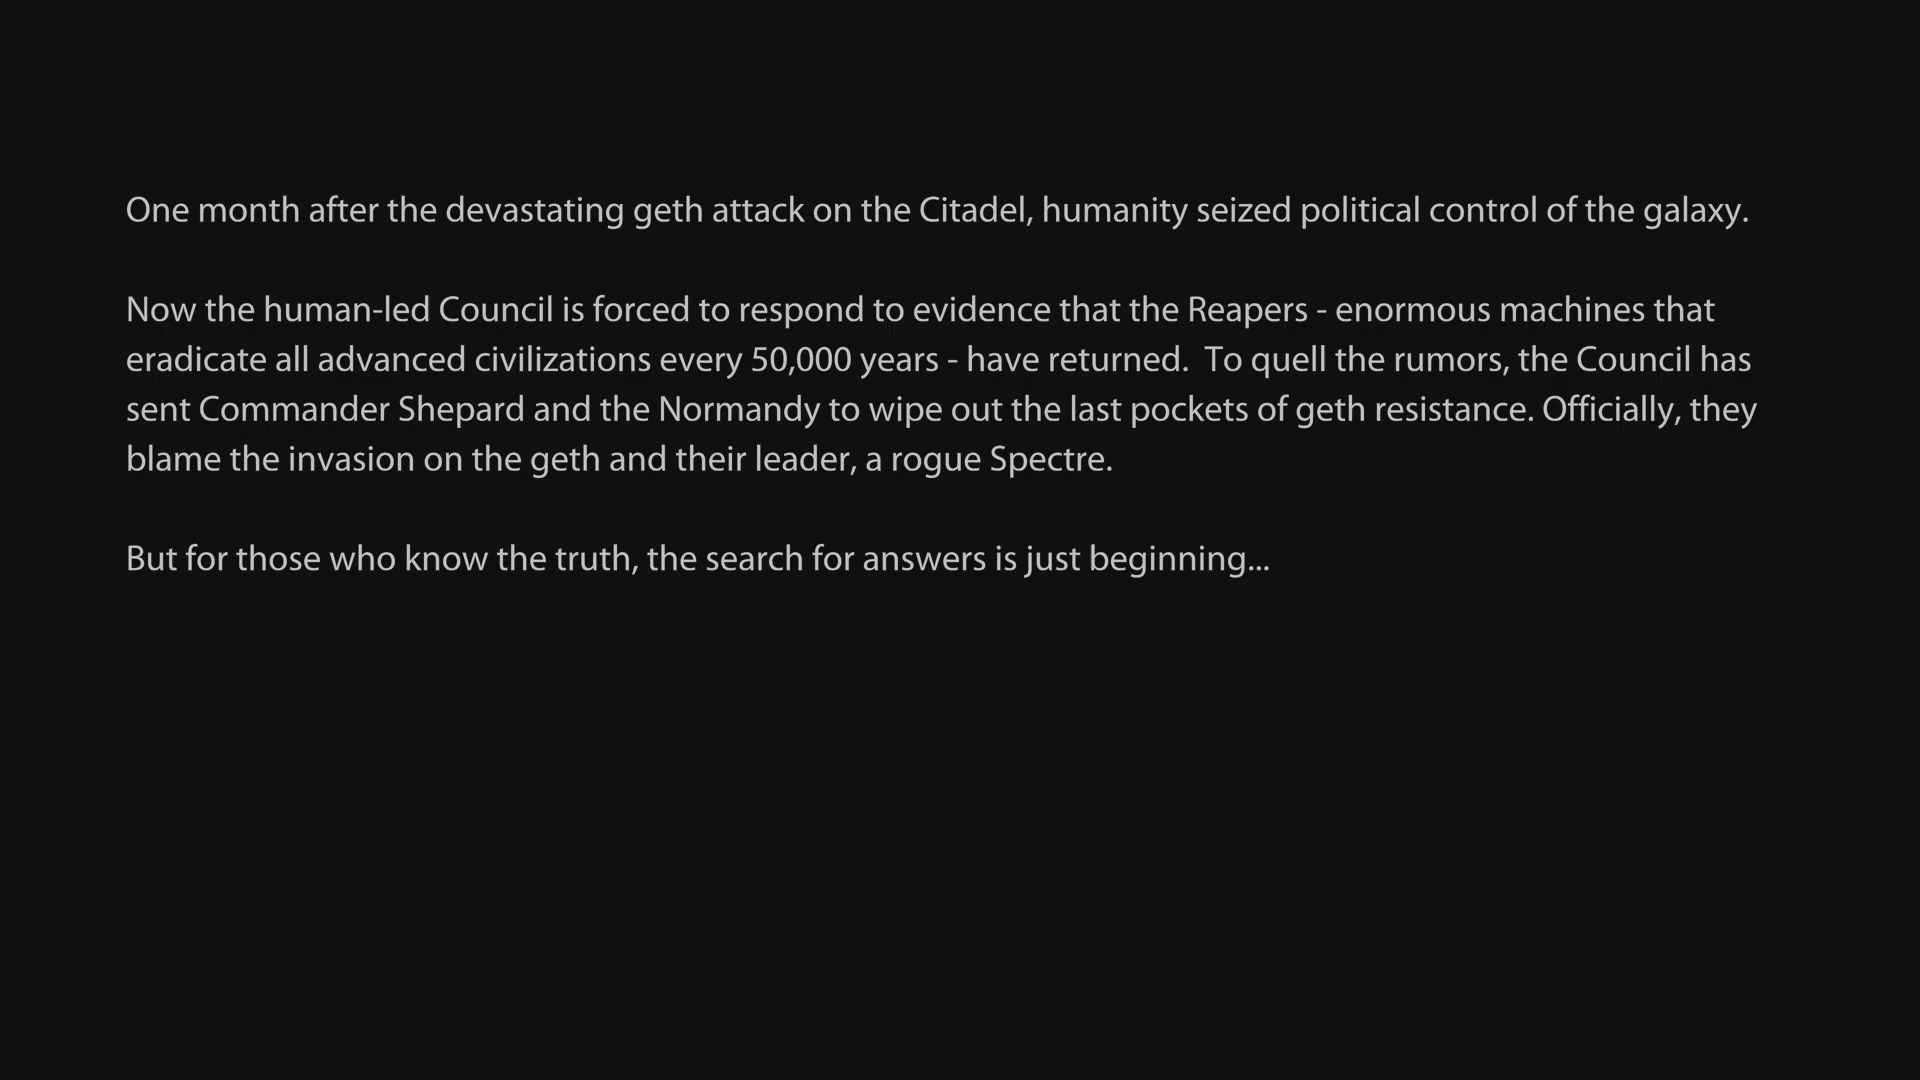 One month after the devastating geth attack on the Citadel, humanity seized political control of the galaxy.
Now the human-led Council is forced to respond to evidence that the Reapers - enormous machines that
eradicate all advanced civilizations every 50,000 years - have returned.  To quell the rumors, the Council has
sent Commander Shepard and the Normandy to wipe out the last pockets of geth resistance. Officially, they
blame the invasion on the geth and their leader, a rogue Spectre.
But for those who know the truth, the search for answers is just beginning...